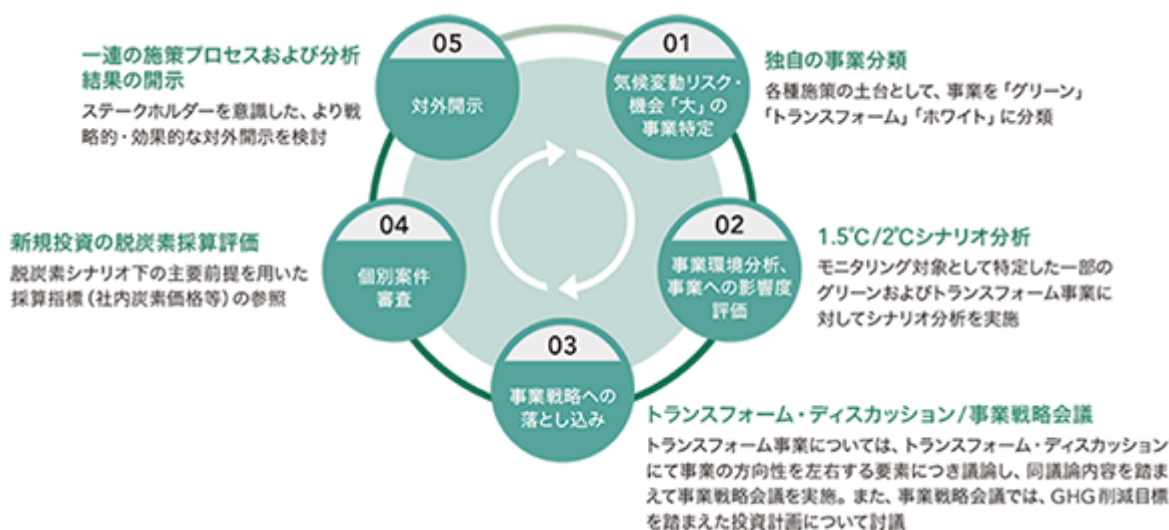 01
気候変動リスク・
機会「大」の
事業特定
独自の事業分類
各種施策の土台として、事業を「グリーン」
「トランスフォーム」「ホワイト」に分類
02
事業環境分析、
事業への影響度
評価
1.5℃/2℃シナリオ分析
モニタリング対象として特定した一部の
グリーンおよびトランスフォーム事業に
対してシナリオ分析を実施
03
事業戦略への
落とし込み
トランスフォーム・ディスカッション/事業戦略会議
トランスフォーム事業については、トランスフォーム・ディスカッション
にて事業の方向性を左右する要素につき議論し、同議論内容を踏ま
えて事業戦略会議を実施。また、事業戦略会議では、GHG削減目標
を踏まえた投資計画について討議
04
個別案件
審査
新規投資の脱炭素採算評価
脱炭素シナリオ下の主要前提を用いた
採算指標（社内炭素価格等）の参照
05
対外開示
一連の施策プロセスおよび分析
結果の開示
ステークホルダーを意識した、より戦
略的・効果的な対外開示を検討